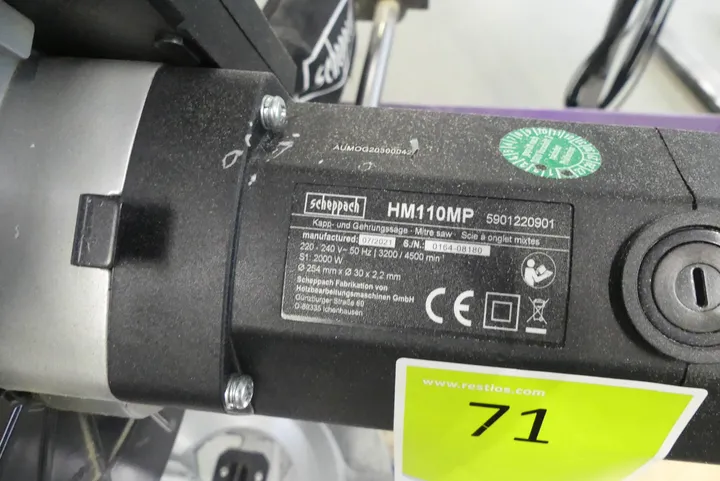 scheppach
AUMOG20500042
scheppach HM110MP 5901220901
Kapp- und Gehrungssäge - Mitre saw - Scie à onglet mixtes
manufactured: 07/2021 S./N.: 0164-08180
220 - 240 V~ 50 Hz | 3200 / 4500 min-1
S1: 2000 W
Ø 254 mm x Ø 30 x 2,2 mm
Scheppach Fabrikation von
Holzbearbeitungsmaschinen GmbH
Günzburger Straße 69
D-89335 Ichenhausen
CE
www.restlos.com
71